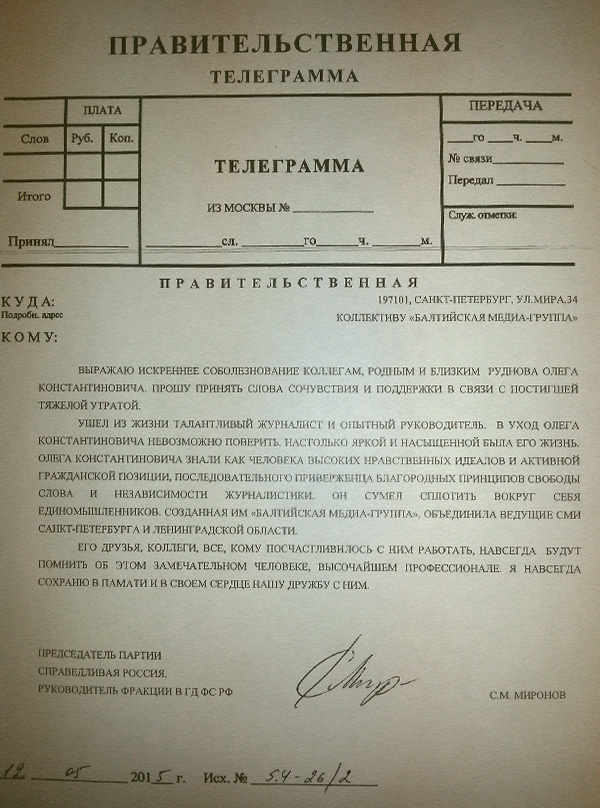 ПРАВИТЕЛЬСТВЕННАЯ
ТЕЛЕГРАММА
ПЛАТА
Слов Руб. Коп.
Итого
Принял
ТЕЛЕГРАММА
ИЗ МОСКВЫ №
сл. го ч. м.
ПЕРЕДАЧА
го ч. м.
№ связи
Передал
Служ. отметки:
ПРАВИТЕЛЬСТВЕННАЯ
КУДА:
Подробн. адрес
197101, САНКТ-ПЕТЕРБУРГ, УЛ.МИРА,34
КОЛЛЕКТИВУ «БАЛТИЙСКАЯ МЕДИА-ГРУППА»
КОМУ:
ВЫРАЖАЮ ИСКРЕННЕЕ СОБОЛЕЗНОВАНИЕ КОЛЛЕГАМ, РОДНЫМ И БЛИЗКИМ РУДНОВА ОЛЕГА
КОНСТАНТИНОВИЧА. ПРОШУ ПРИНЯТЬ СЛОВА СОЧУВСТВИЯ И ПОДДЕРЖКИ В СВЯЗИ С ПОСТИГШЕЙ
ТЯЖЕЛОЙ УТРАТОЙ.
УШЕЛ ИЗ ЖИЗНИ ТАЛАНТЛИВЫЙ ЖУРНАЛИСТ И ОПЫТНЫЙ РУКОВОДИТЕЛЬ. В УХОД ОЛЕГА
КОНСТАНТИНОВИЧА НЕВОЗМОЖНО ПОВЕРИТЬ, НАСТОЛЬКО ЯРКОЙ И НАСЫЩЕННОЙ БЫЛА ЕГО ЖИЗНЬ.
ОЛЕГА КОНСТАНТИНОВИЧА ЗНАЛИ КАК ЧЕЛОВЕКА ВЫСОКИХ НРАВСТВЕННЫХ ИДЕАЛОВ И АКТИВНОЙ
ГРАЖДАНСКОЙ ПОЗИЦИИ, ПОСЛЕДОВАТЕЛЬНОГО ПРИВЕРЖЕНЦА БЛАГОРОДНЫХ ПРИНЦИПОВ СВОБОДЫ
СЛОВА И НЕЗАВИСИМОСТИ ЖУРНАЛИСТИКИ. ОН СУМЕЛ СПЛОТИТЬ ВОКРУГ СЕБЯ
ЕДИНОМЫШЛЕННИКОВ. СОЗДАННАЯ ИМ «БАЛТИЙСКАЯ МЕДИА-ГРУППА», ОБЪЕДИНИЛА ВЕДУЩИЕ СМИ
САНКТ-ПЕТЕРБУРГА И ЛЕНИНГРАДСКОЙ ОБЛАСТИ.
ЕГО ДРУЗЬЯ, КОЛЛЕГИ, ВСЕ, КОМУ ПОСЧАСТЛИВИЛОСЬ С НИМ РАБОТАТЬ, НАВСЕГДА БУДУТ
ПОМНИТЬ ОБ ЭТОМ ЗАМЕЧАТЕЛЬНОМ ЧЕЛОВЕКЕ, ВЫСОЧАЙШЕМ ПРОФЕССИОНАЛЕ. Я НАВСЕГДА
СОХРАНЮ В ПАМЯТИ И В СВОЕМ СЕРДЦЕ НАШУ ДРУЖБУ С НИМ.
ПРЕДСЕДАТЕЛЬ ПАРТИИ
СПРАВЕДЛИВАЯ РОССИЯ,
РУКОВОДИТЕЛЬ ФРАКЦИИ В ГД ФС РФ
С.М. МИРОНОВ
12 05 2015 г. Исх. № 5.4-26/2